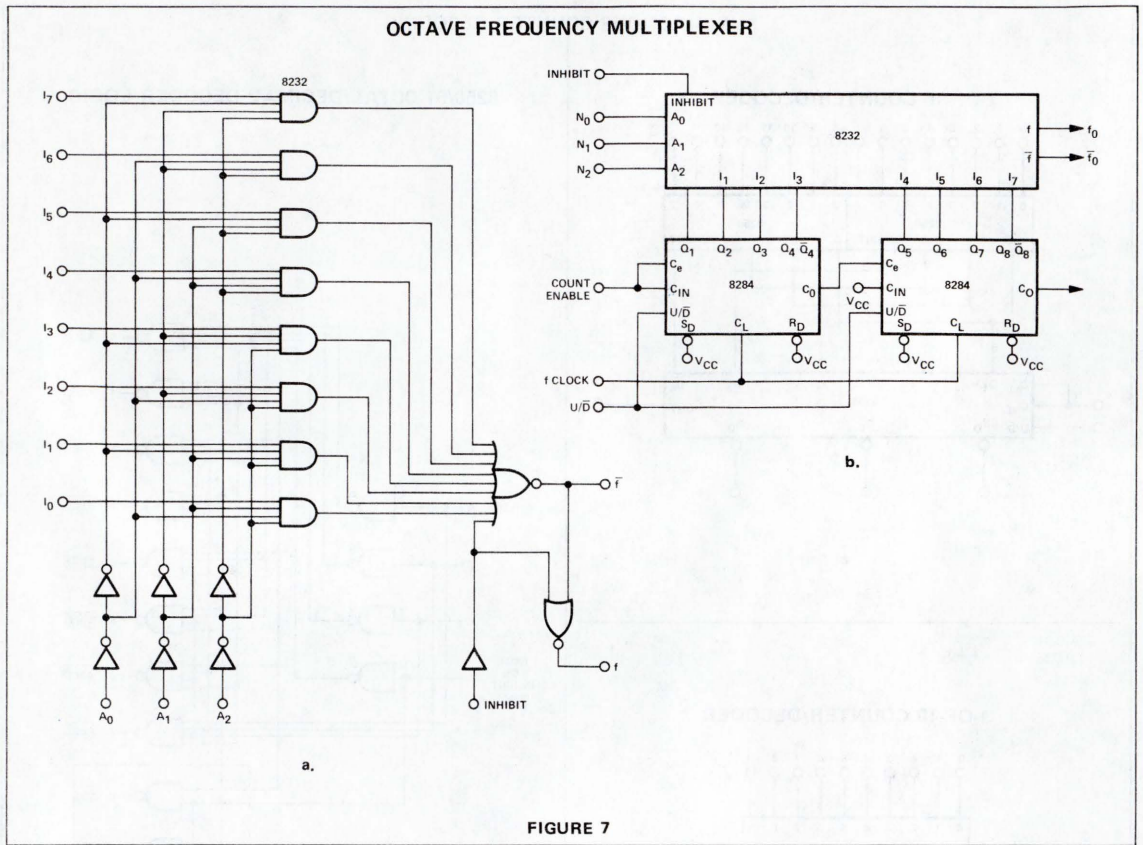 OCTAVE FREQUENCY MULTIPLEXER
8232
I7
I6
I5
I4
I3
I2
I1
I0
A0 A1 A2
INHIBIT
f̅
f
a.
INHIBIT
N0
N1
N2
INHIBIT
A0
A1
A2
8232
f
f̅
f0
f̅0
I1 I2 I3 I4 I5 I6 I7
Q1 Q2 Q3 Q4 Q̅4
Ce
CIN
U/D̅
8284
C0
SD CL RD
VCC VCC
Q5 Q6 Q7 Q8 Q̅8
Ce
CIN
U/D̅
8284
CO
SD CL RD
VCC
VCC VCC
COUNT
ENABLE
f CLOCK
U/D̅
b.
FIGURE 7